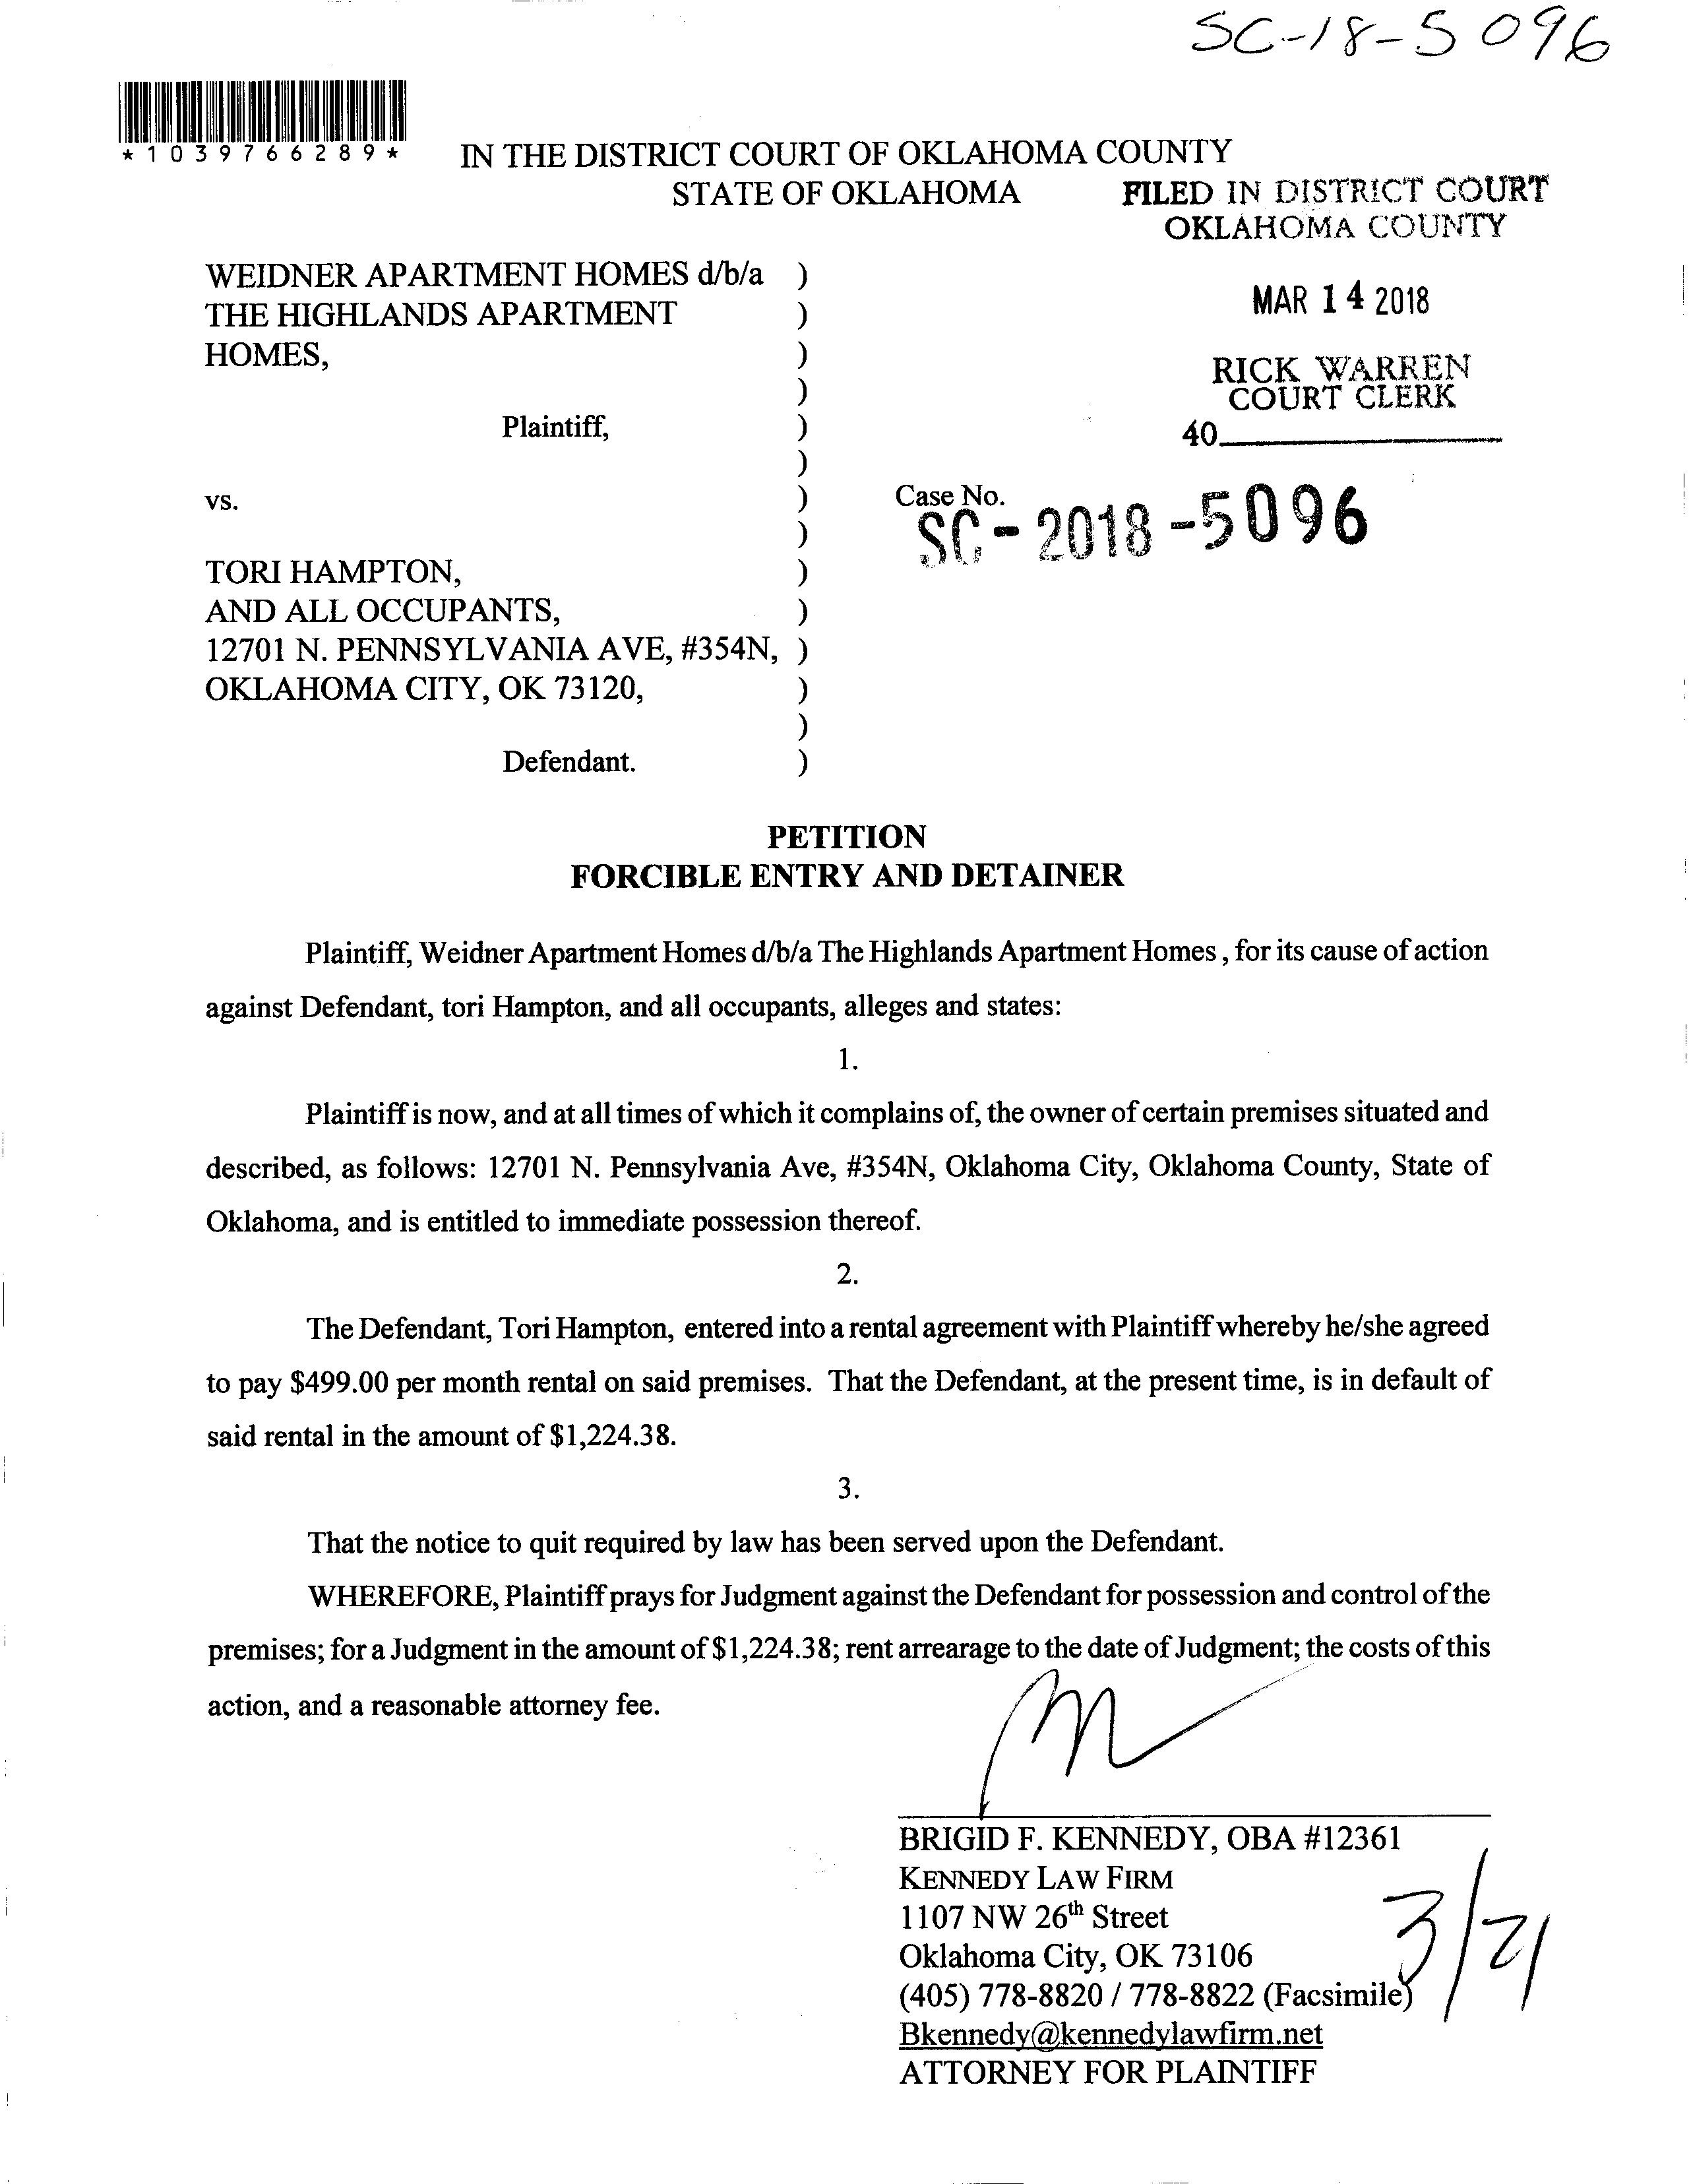 SC-18-5096
*1039766289*
IN THE DISTRICT COURT OF OKLAHOMA COUNTY
STATE OF OKLAHOMA
FILED IN DISTRICT COURT
OKLAHOMA COUNTY
MAR 14 2018
RICK WARREN
COURT CLERK
40
WEIDNER APARTMENT HOMES d/b/a )
THE HIGHLANDS APARTMENT )
HOMES, )
)
Plaintiff, )
)
vs. )
)
TORI HAMPTON, )
AND ALL OCCUPANTS, )
12701 N. PENNSYLVANIA AVE, #354N, )
OKLAHOMA CITY, OK 73120, )
)
Defendant. )
Case No.
SC-2018-5096
PETITION
FORCIBLE ENTRY AND DETAINER
Plaintiff, Weidner Apartment Homes d/b/a The Highlands Apartment Homes , for its cause of action
against Defendant, tori Hampton, and all occupants, alleges and states:
1.
Plaintiff is now, and at all times of which it complains of, the owner of certain premises situated and
described, as follows: 12701 N. Pennsylvania Ave, #354N, Oklahoma City, Oklahoma County, State of
Oklahoma, and is entitled to immediate possession thereof.
2.
The Defendant, Tori Hampton, entered into a rental agreement with Plaintiff whereby he/she agreed
to pay $499.00 per month rental on said premises. That the Defendant, at the present time, is in default of
said rental in the amount of $1,224.38.
3.
That the notice to quit required by law has been served upon the Defendant.
WHEREFORE, Plaintiff prays for Judgment against the Defendant for possession and control of the
premises; for a Judgment in the amount of $1,224.38; rent arrearage to the date of Judgment; the costs of this
action, and a reasonable attorney fee.
BRIGID F. KENNEDY, OBA #12361
KENNEDY LAW FIRM
1107 NW 26th Street
Oklahoma City, OK 73106
(405) 778-8820 / 778-8822 (Facsimile)
Bkennedy@kennedylawfirm.net
ATTORNEY FOR PLAINTIFF
3/21